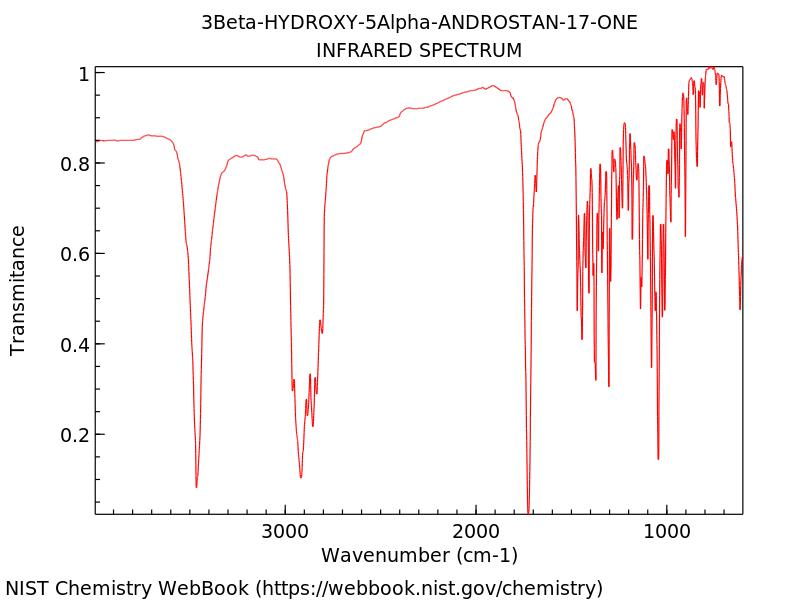 3Beta-HYDROXY-5Alpha-ANDROSTAN-17-ONE
INFRARED SPECTRUM
1
0.8
0.6
0.4
0.2
Transmitance
3000 2000 1000
Wavenumber (cm-1)
NIST Chemistry WebBook (https://webbook.nist.gov/chemistry)